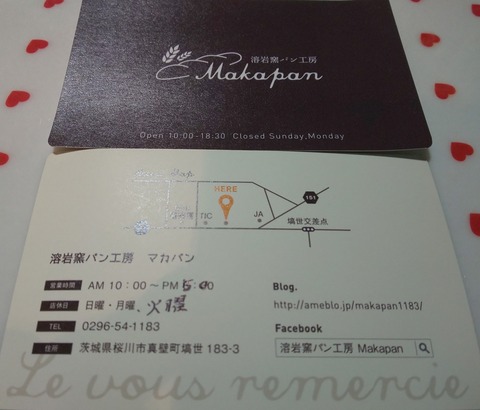 溶岩窯パン工房
Makapan
Open 10:00-18:30 Closed Sunday,Monday
HERE
TIC
JA
151
塙世交差点
溶岩窯パン工房 マカパン
営業時間 AM 10：00～PM 5:00
店休日 日曜・月曜、火曜
TEL 0296-54-1183
住所 茨城県桜川市真壁町塙世 183-3
Blog.
http://ameblo.jp/makapan1183/
Facebook
溶岩窯パン工房 Makapan
Le vous remercie